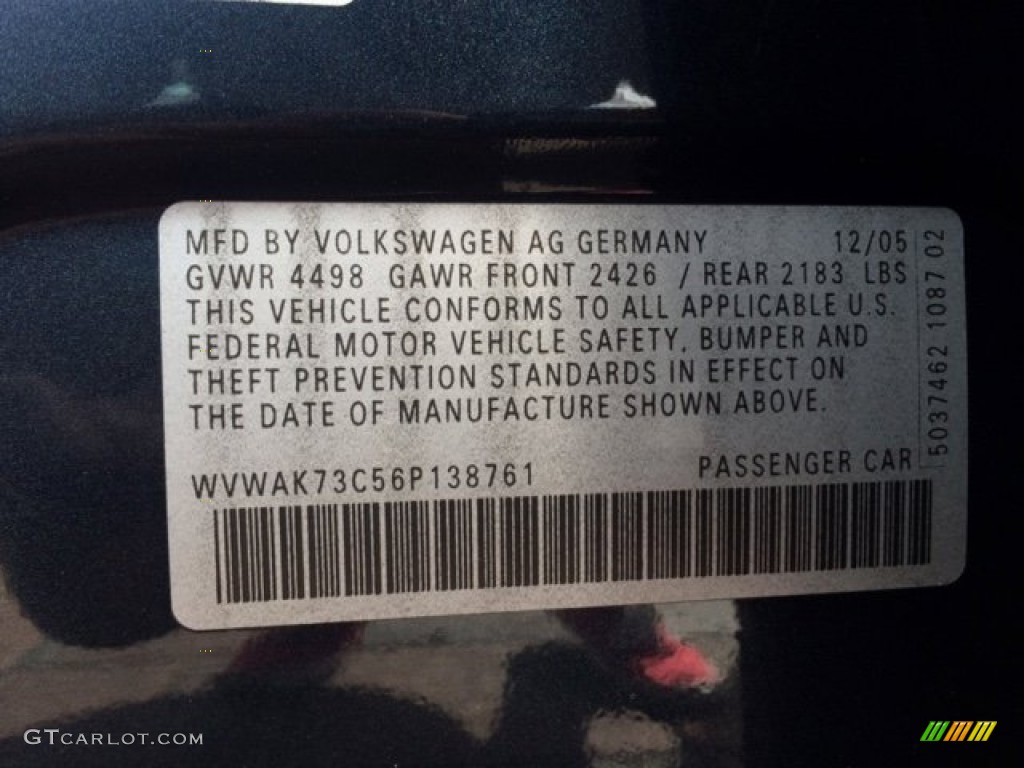 MFD BY VOLKSWAGEN AG GERMANY 12/05
GVWR 4498 GAWR FRONT 2426 / REAR 2183 LBS
THIS VEHICLE CONFORMS TO ALL APPLICABLE U.S.
FEDERAL MOTOR VEHICLE SAFETY, BUMPER AND
THEFT PREVENTION STANDARDS IN EFFECT ON
THE DATE OF MANUFACTURE SHOWN ABOVE.
WVWAK73C56P138761 PASSENGER CAR
5037462 1087 02
GTCARLOT.COM